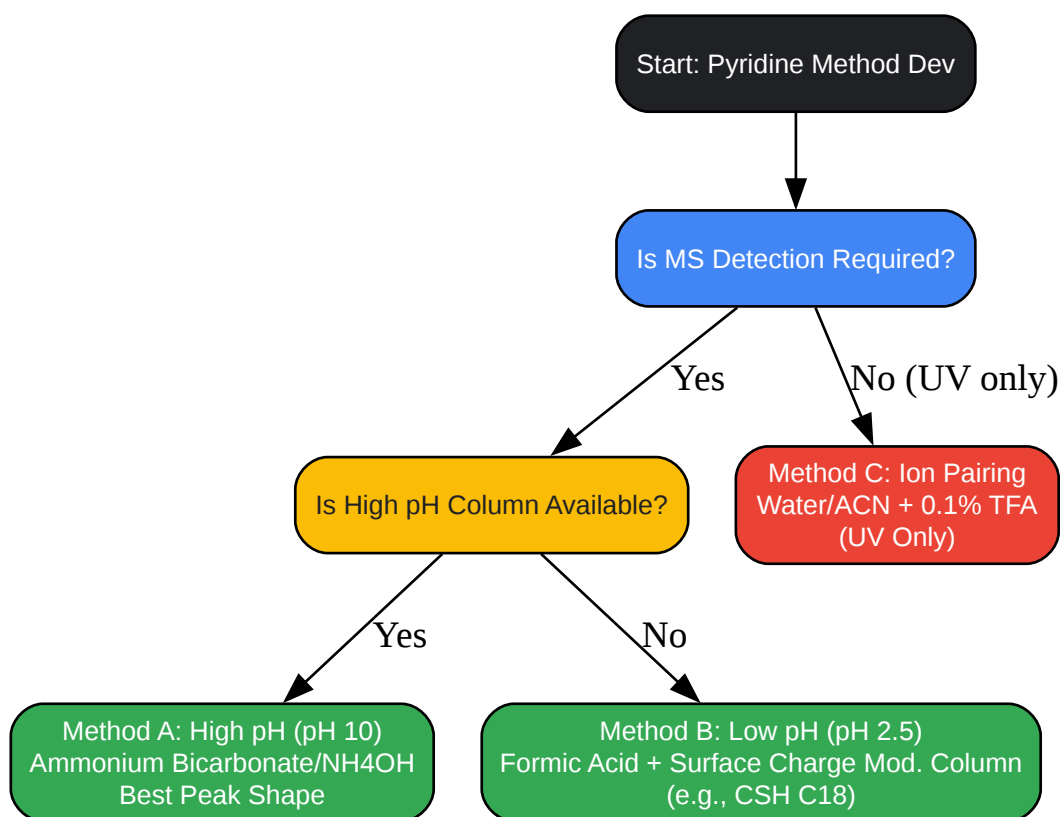 Start: Pyridine Method Dev
Is MS Detection Required?
Yes
No (UV only)
Is High pH Column Available?
Method C: Ion Pairing
Water/ACN + 0.1% TFA
(UV Only)
Yes
No
Method A: High pH (pH 10)
Ammonium Bicarbonate/NH4OH
Best Peak Shape
Method B: Low pH (pH 2.5)
Formic Acid + Surface Charge Mod. Column
(e.g., CSH C18)